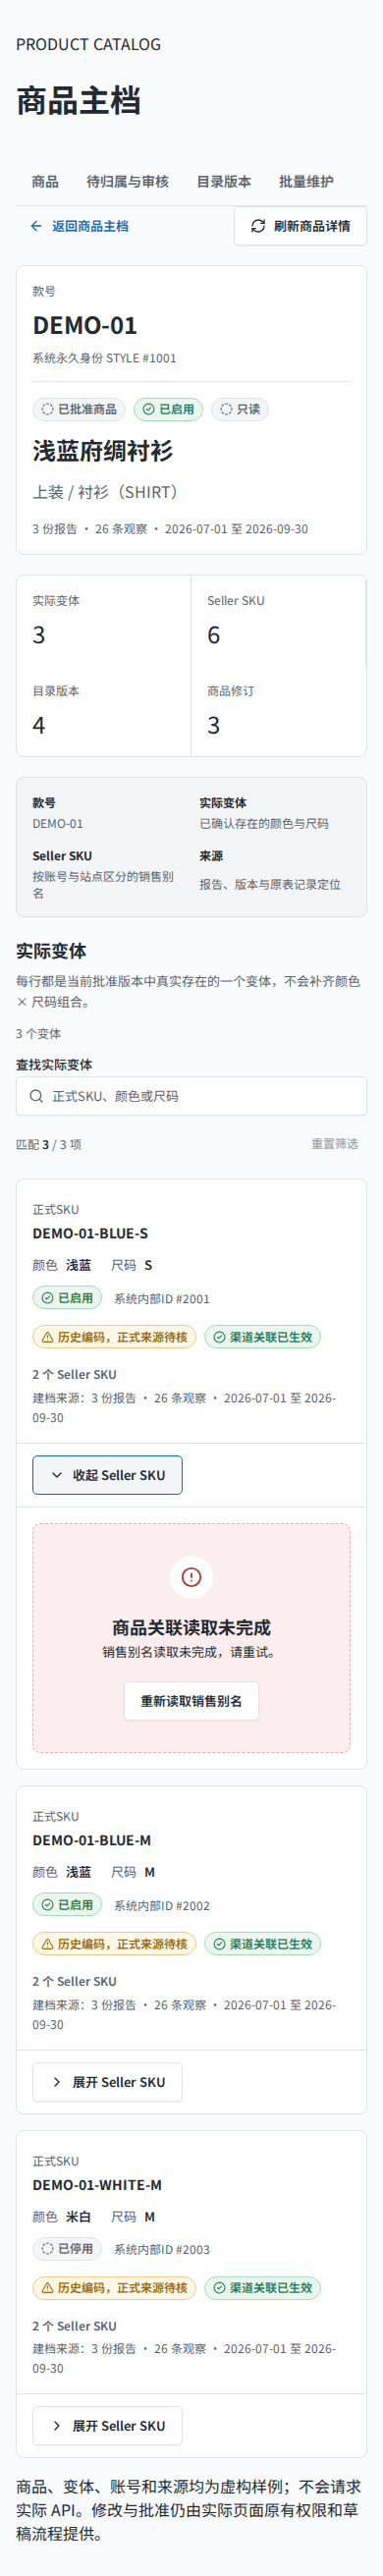 PRODUCT CATALOG
商品主档
商品 待归属与审核 目录版本 批量维护
返回商品主档 刷新商品详情
款号
DEMO-01
系统永久身份 STYLE #1001
已批准商品 已启用 只读
浅蓝府绸衬衫
上装 / 衬衫（SHIRT）
3 份报告 • 26 条观察 • 2026-07-01 至 2026-09-30
实际变体 Seller SKU
3 6
目录版本 商品修订
4 3
款号 实际变体
DEMO-01 已确认存在的颜色与尺码
Seller SKU 来源
按账号与站点区分的销售别
名
报告、版本与原表记录定位
实际变体
每行都是当前批准版本中真实存在的一个变体，不会补齐颜色
× 尺码组合。
3 个变体
查找实际变体
正式SKU、颜色或尺码
匹配 3 / 3 项 重置筛选
正式SKU
DEMO-01-BLUE-S
颜色 浅蓝 尺码 S
已启用 系统内部ID #2001
历史编码，正式来源待核 渠道关联已生效
2 个 Seller SKU
建档来源：3 份报告 • 26 条观察 • 2026-07-01 至 2026-
09-30
收起 Seller SKU
商品关联读取未完成
销售别名读取未完成，请重试。
重新读取销售别名
正式SKU
DEMO-01-BLUE-M
颜色 浅蓝 尺码 M
已启用 系统内部ID #2002
历史编码，正式来源待核 渠道关联已生效
2 个 Seller SKU
建档来源：3 份报告 • 26 条观察 • 2026-07-01 至 2026-
09-30
展开 Seller SKU
正式SKU
DEMO-01-WHITE-M
颜色 米白 尺码 M
已停用 系统内部ID #2003
历史编码，正式来源待核 渠道关联已生效
2 个 Seller SKU
建档来源：3 份报告 • 26 条观察 • 2026-07-01 至 2026-
09-30
展开 Seller SKU
商品、变体、账号和来源均为虚构样例；不会请求
实际 API。修改与批准仍由实际页面原有权限和草
稿流程提供。